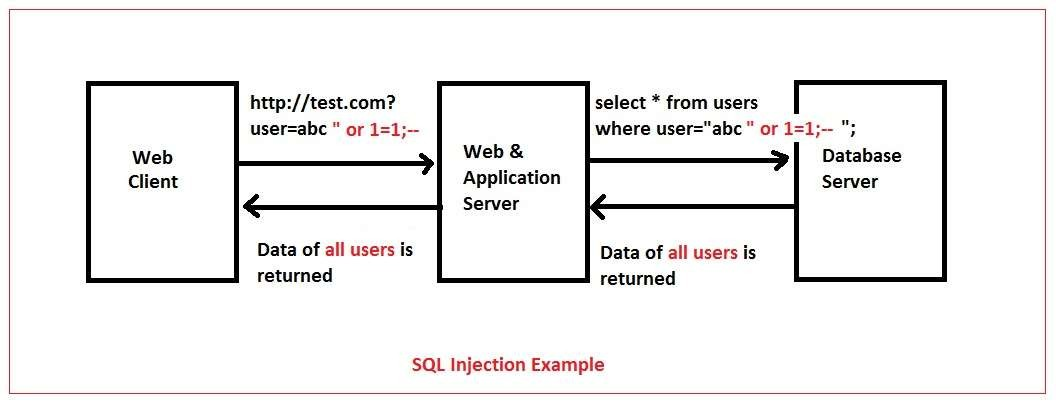 http://test.com?
user=abc " or 1=1;--
select * from users
where user="abc " or 1=1;-- ";
Web
Client
Web &
Application
Server
Database
Server
Data of all users is
returned
Data of all users is
returned
SQL Injection Example